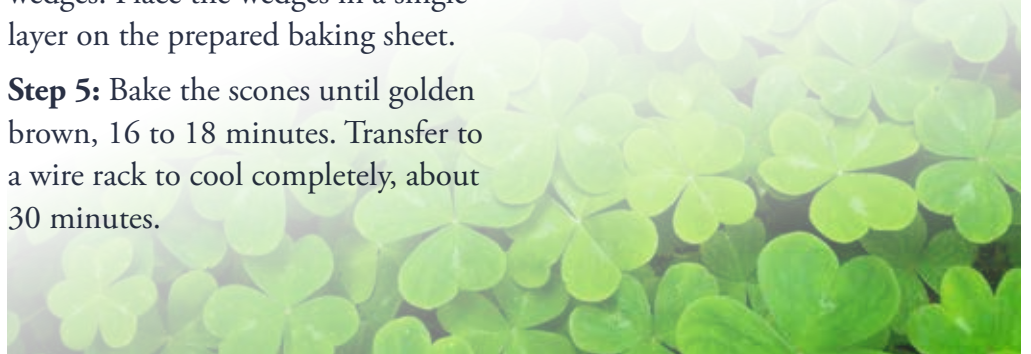 wedges. Place the wedges in a single
layer on the prepared baking sheet.
Step 5: Bake the scones until golden
brown, 16 to 18 minutes. Transfer to
a wire rack to cool completely, about
30 minutes.